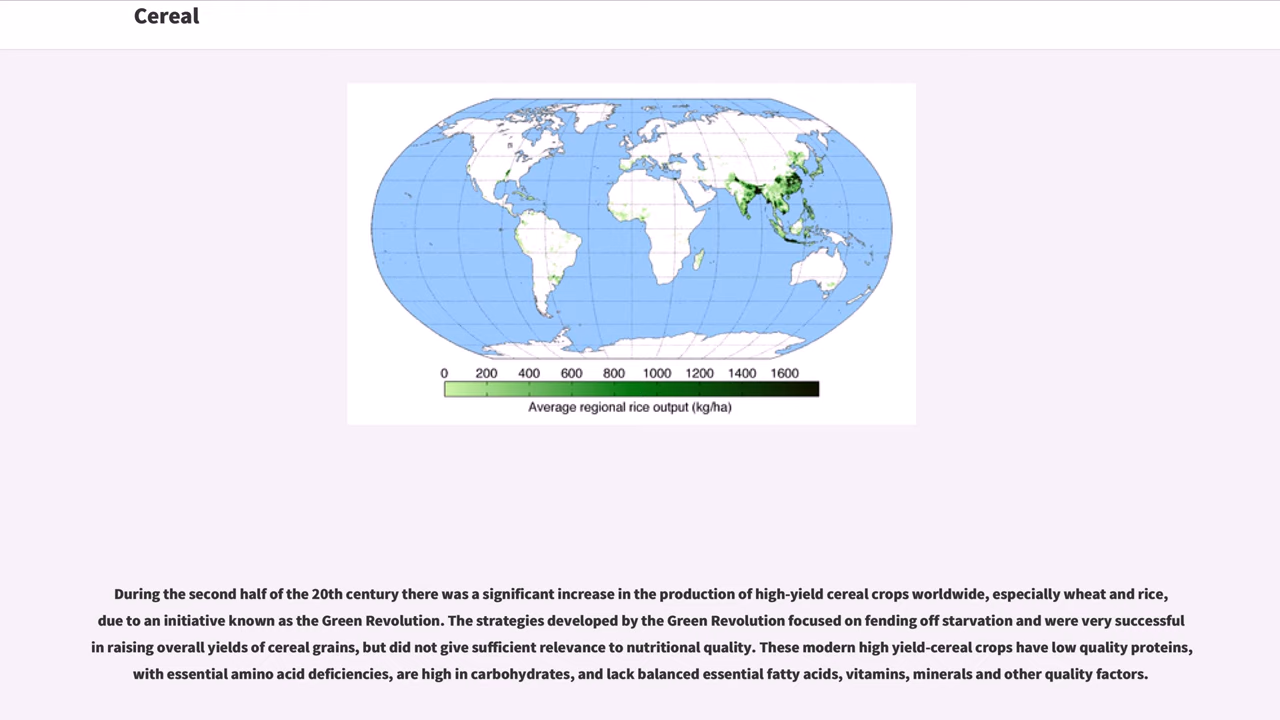 Cereal
0 200 400 600 800 1000 1200 1400 1600
Average regional rice output (kg/ha)
During the second half of the 20th century there was a significant increase in the production of high-yield cereal crops worldwide, especially wheat and rice,
due to an initiative known as the Green Revolution. The strategies developed by the Green Revolution focused on fending off starvation and were very successful
in raising overall yields of cereal grains, but did not give sufficient relevance to nutritional quality. These modern high yield-cereal crops have low quality proteins,
with essential amino acid deficiencies, are high in carbohydrates, and lack balanced essential fatty acids, vitamins, minerals and other quality factors.